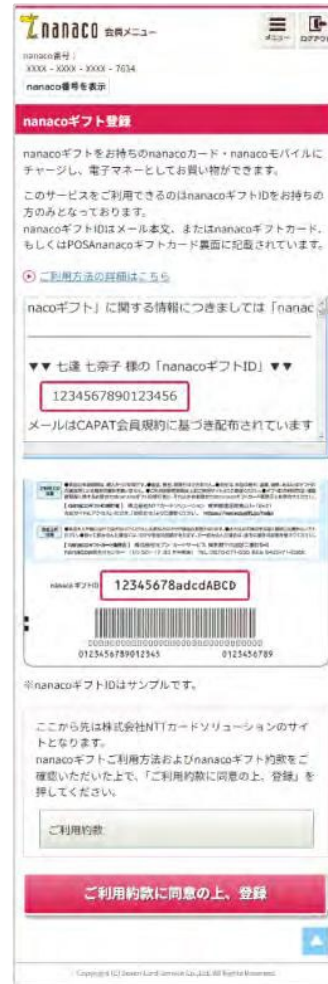 nanaco 会員メニュー
メニュー ログアウト
nanaco番号：
XXXX - XXXX - XXXX - 7634
nanaco番号を表示
nanacoギフト登録
nanacoギフトをお持ちのnanacoカード・nanacoモバイルに
チャージし、電子マネーとしてお買い物ができます。
このサービスをご利用できるのはnanacoギフトIDをお持ちの
方のみとなっております。
nanacoギフトIDはメール本文、またはnanacoギフトカード、
もしくはPOSAnanacoギフトカード裏面に記載されています。
ご利用方法の詳細はこちら
nacoギフト」に関する情報につきましては「nanac
▼▼ 七逢 七奈子 様の「nanacoギフトID」▼▼
1234567890123456
メールはCAPAT会員規約に基づき配布されています
nanacoギフトID 12345678adcdABCD
0123456789012345 0123456789
※nanacoギフトIDはサンプルです。
ここから先は株式会社NTTカードソリューションのサイ
トとなります。
nanacoギフトご利用方法およびnanacoギフト約款をご
確認いただいた上で、「ご利用約款に同意の上、登録」を
押してください。
ご利用約款
ご利用約款に同意の上、登録
Copyright (C) Seven Card Service Co.,Ltd. All Rights Reserved.